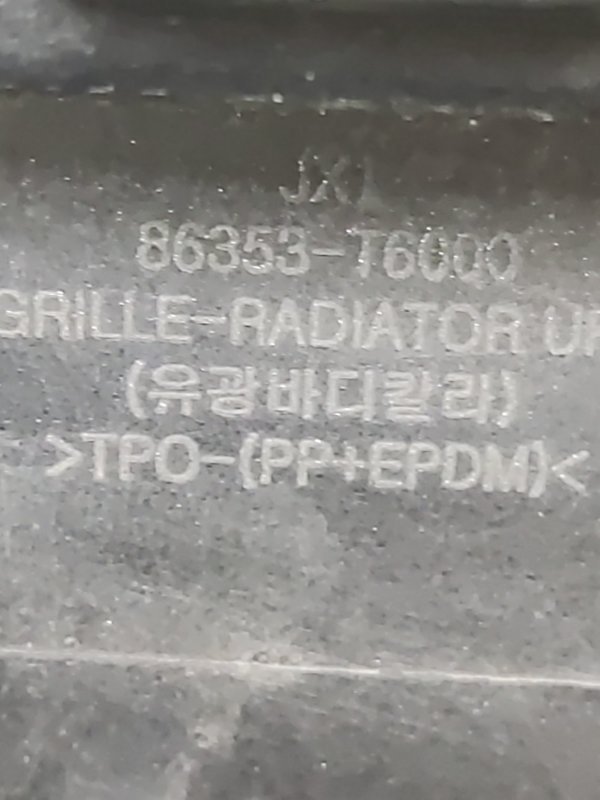 JX1
86353-T6000
GRILLE-RADIATOR UP
(유광바디칼라)
>TPO-(PP+EPDM)<